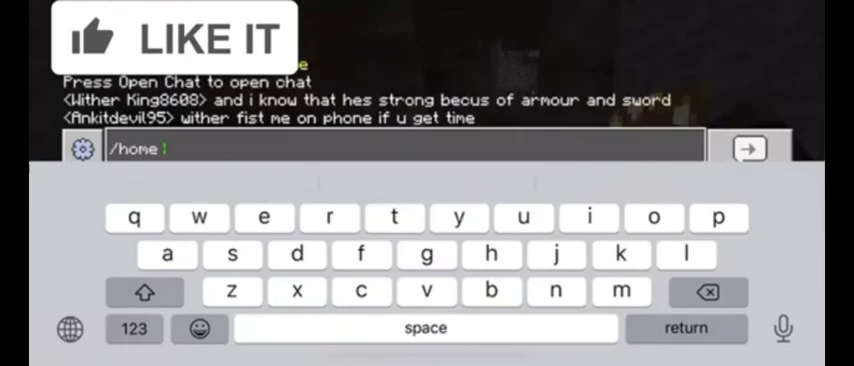 LIKE IT
e
Press Open Chat to open chat
<Wither King8608> and i know that hes strong becus of armour and sword
<Ankitdevil95> wither fist me on phone if u get time
/home
q w e r t y u i o p
a s d f g h j k l
z x c v b n m
123 space return